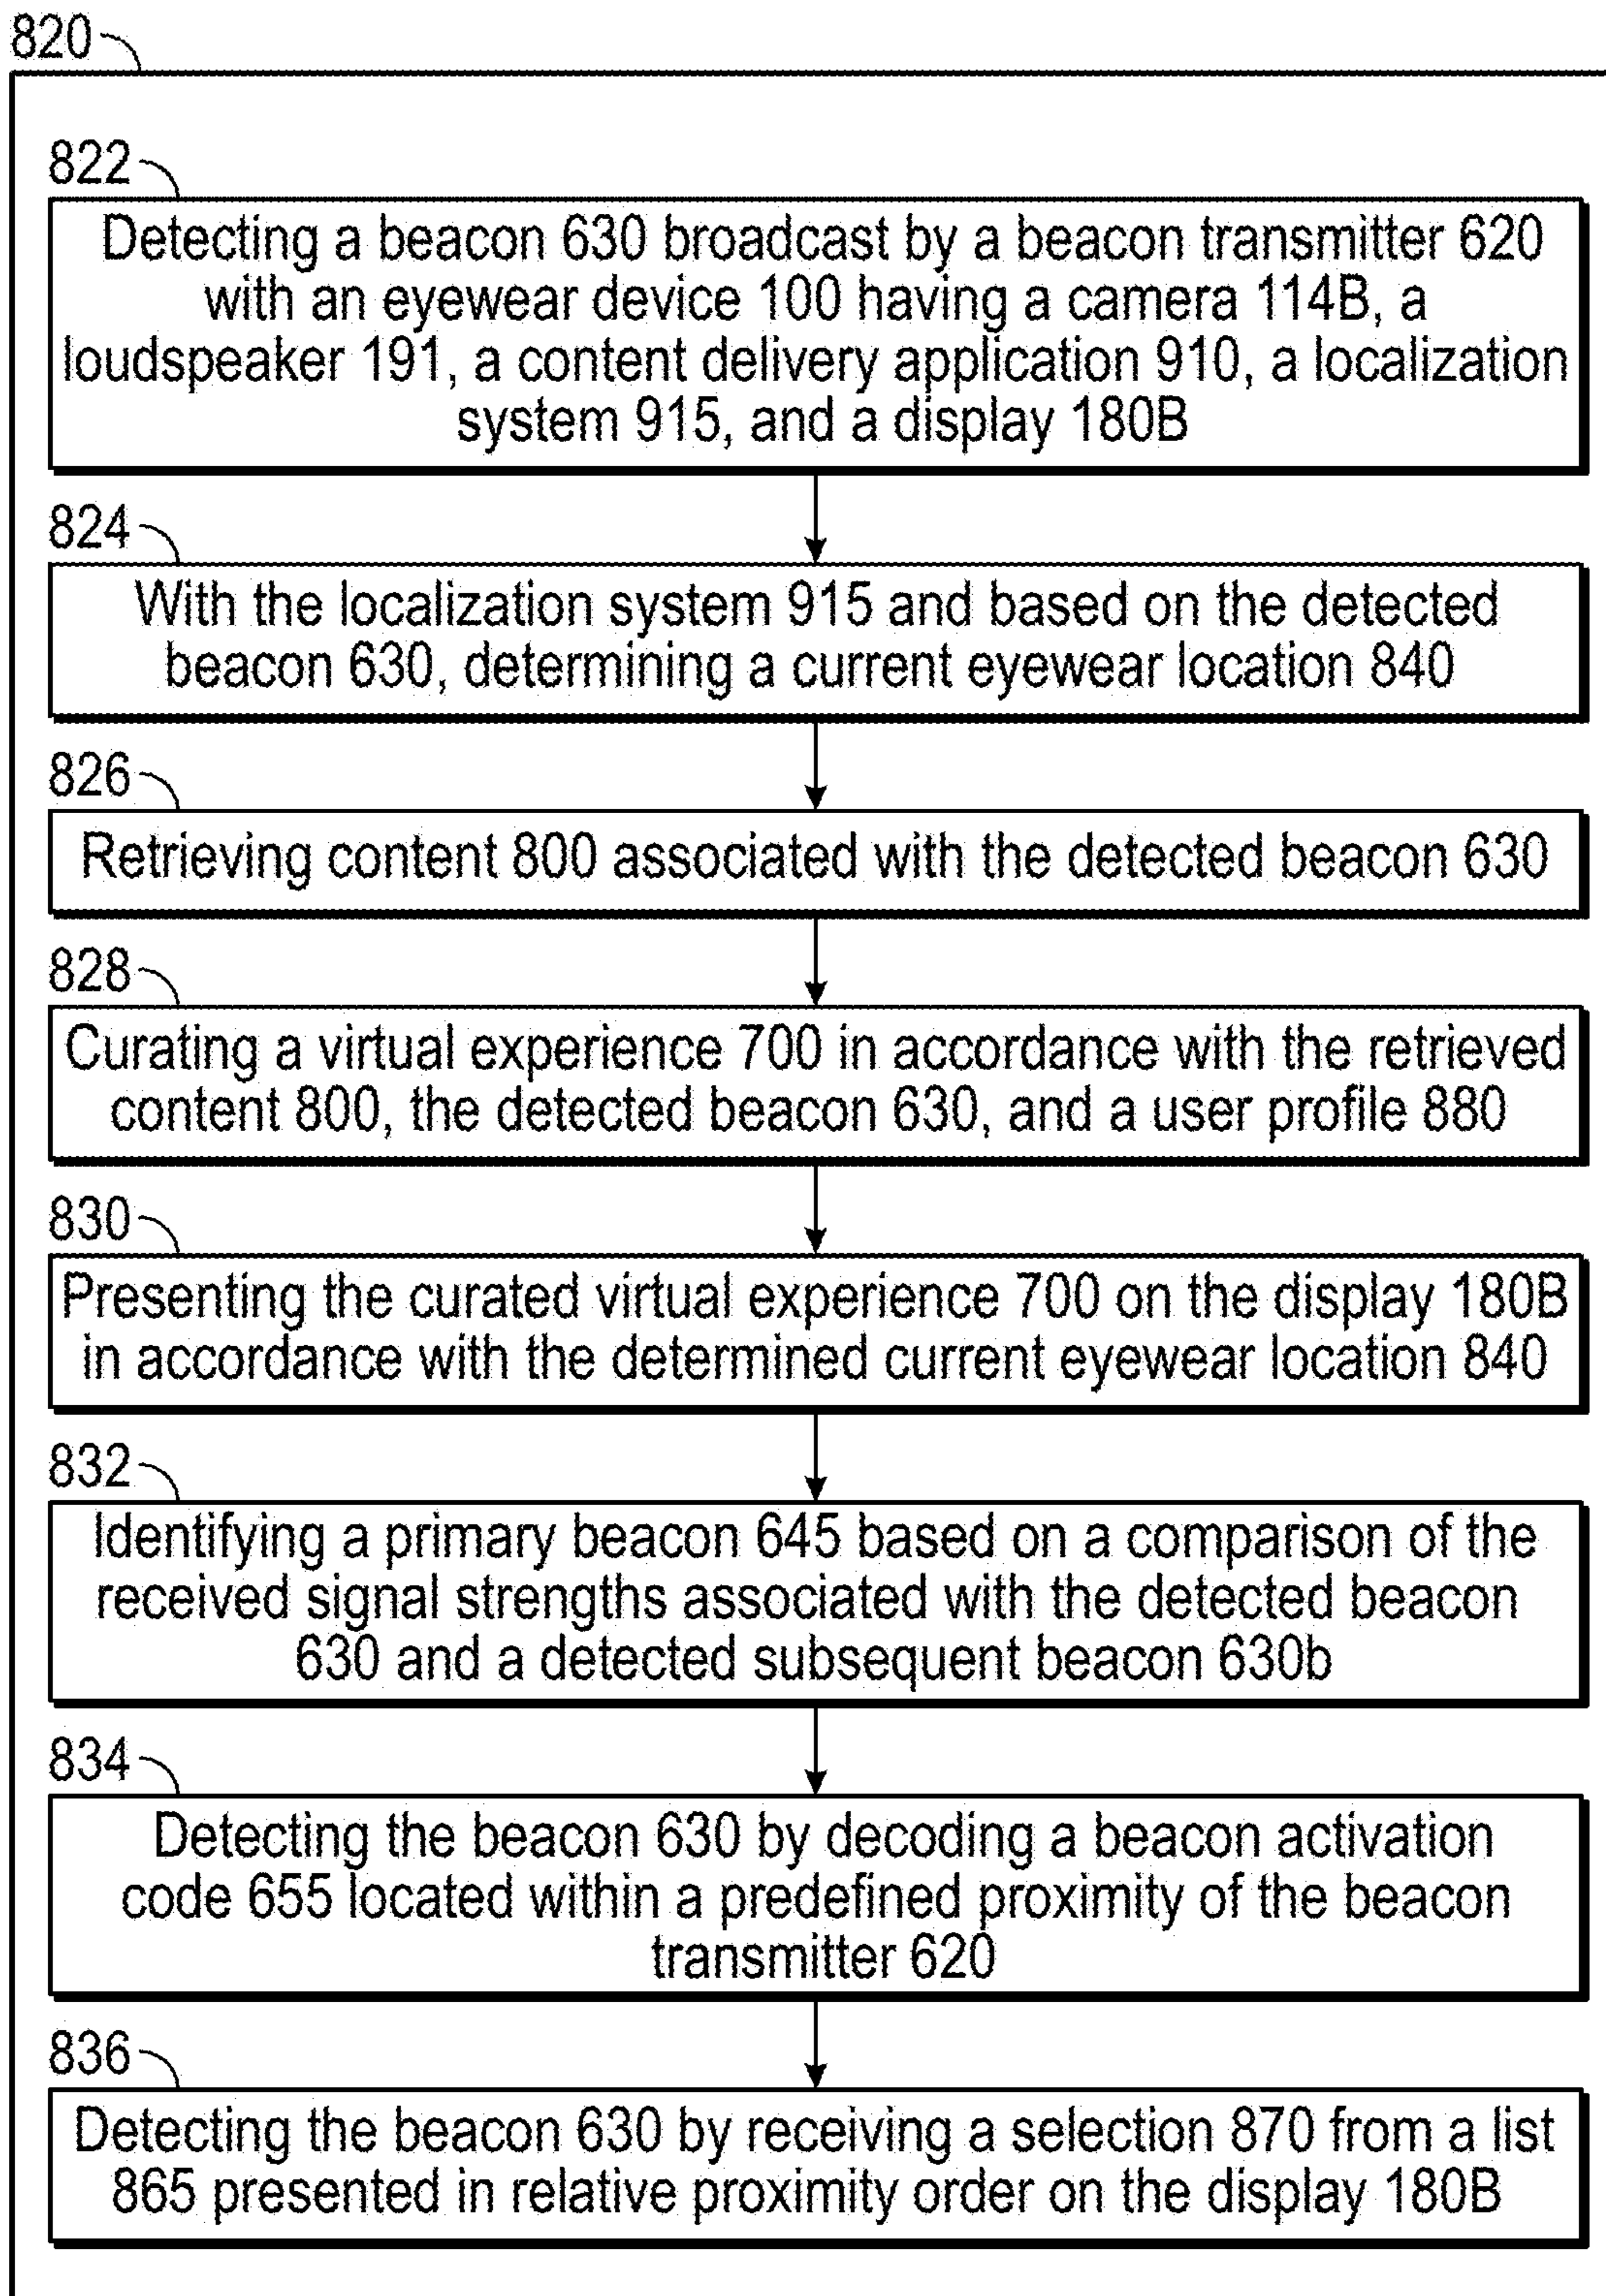 820
822
Detecting a beacon 630 broadcast by a beacon transmitter 620
with an eyewear device 100 having a camera 114B, a
loudspeaker 191, a content delivery application 910, a localization
system 915, and a display 180B
824
With the localization system 915 and based on the detected
beacon 630, determining a current eyewear location 840
826
Retrieving content 800 associated with the detected beacon 630
828
Curating a virtual experience 700 in accordance with the retrieved
content 800, the detected beacon 630, and a user profile 880
830
Presenting the curated virtual experience 700 on the display 180B
in accordance with the determined current eyewear location 840
832
Identifying a primary beacon 645 based on a comparison of the
received signal strengths associated with the detected beacon
630 and a detected subsequent beacon 630b
834
Detecting the beacon 630 by decoding a beacon activation
code 655 located within a predefined proximity of the beacon
transmitter 620
836
Detecting the beacon 630 by receiving a selection 870 from a list
865 presented in relative proximity order on the display 180B